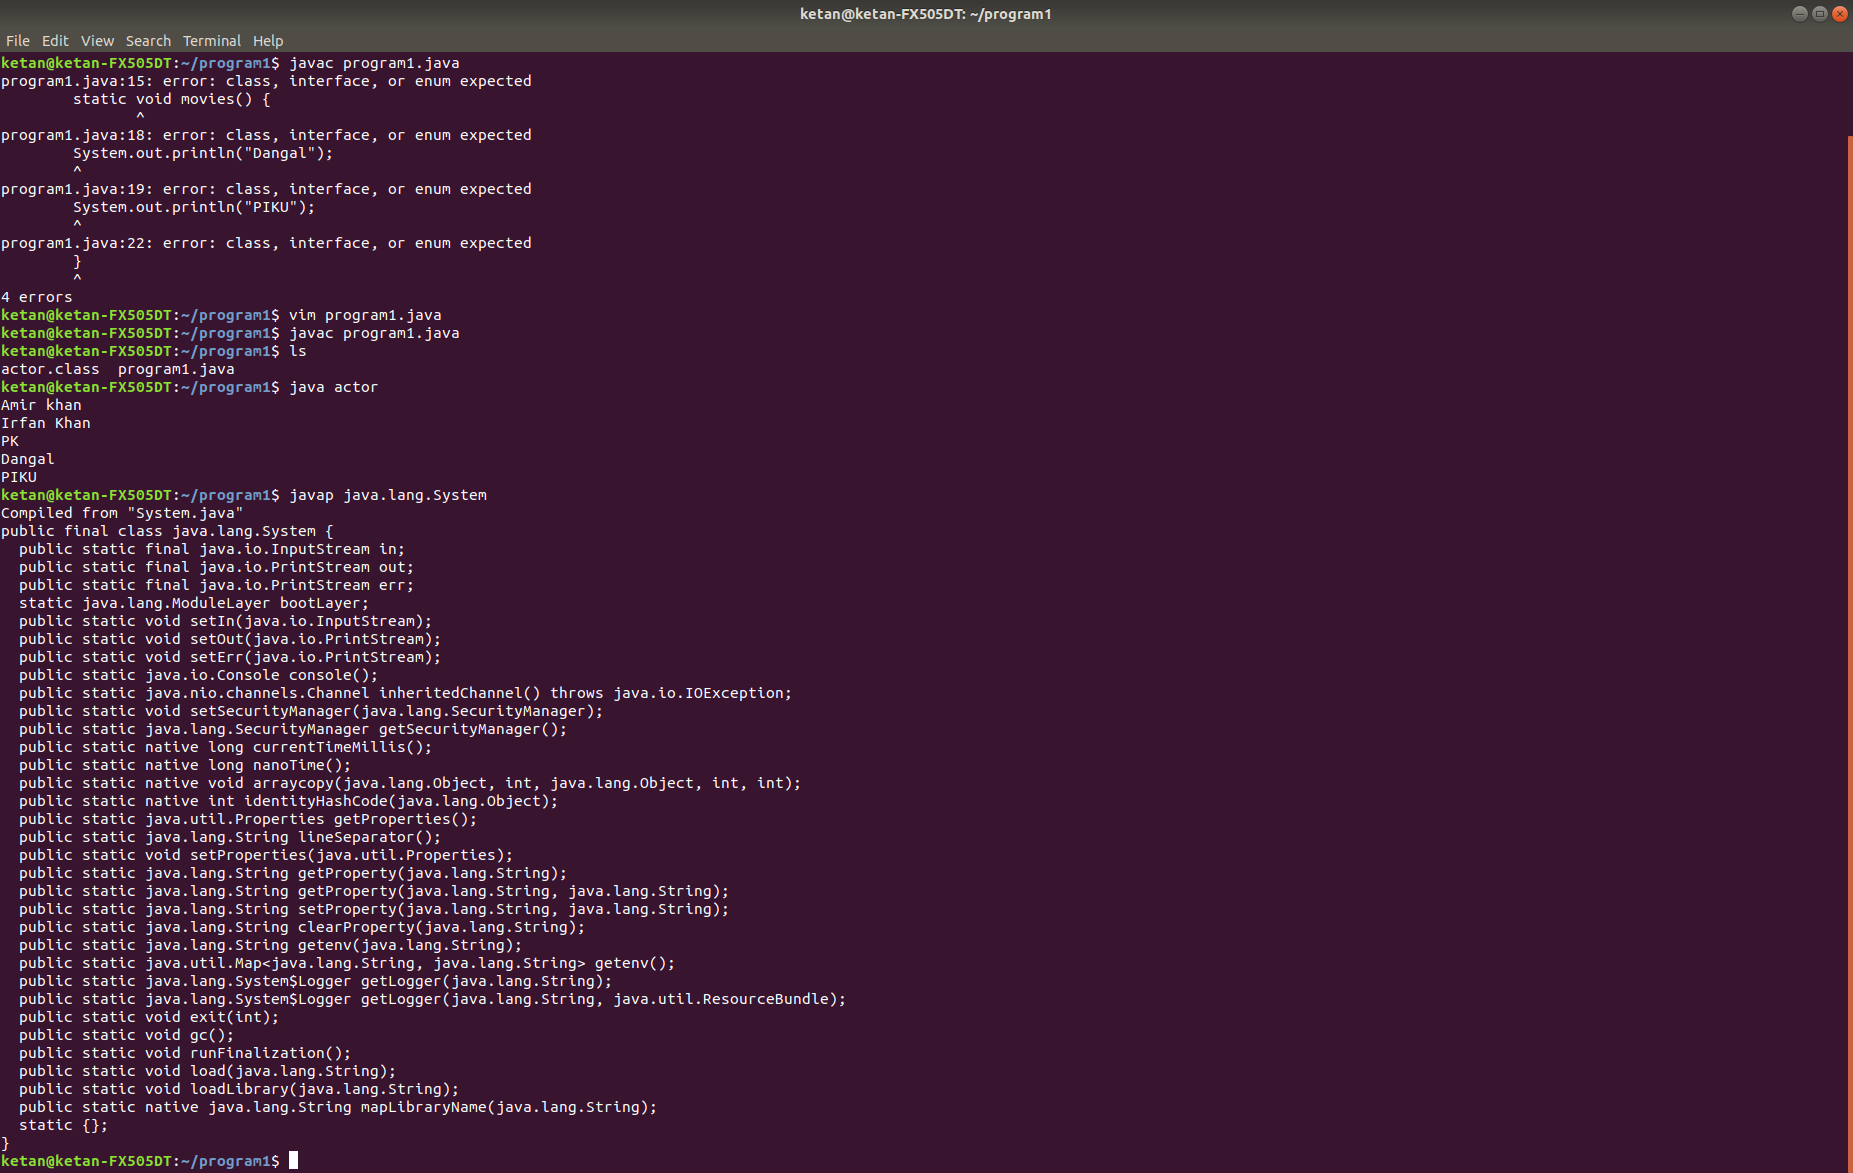 ketan@ketan-FX505DT: ~/program1
File Edit View Search Terminal Help
ketan@ketan-FX505DT:~/program1$ javac program1.java
program1.java:15: error: class, interface, or enum expected
        static void movies() {
               ^
program1.java:18: error: class, interface, or enum expected
        System.out.println("Dangal");
        ^
program1.java:19: error: class, interface, or enum expected
        System.out.println("PIKU");
        ^
program1.java:22: error: class, interface, or enum expected
        }
        ^
4 errors
ketan@ketan-FX505DT:~/program1$ vim program1.java
ketan@ketan-FX505DT:~/program1$ javac program1.java
ketan@ketan-FX505DT:~/program1$ ls
actor.class  program1.java
ketan@ketan-FX505DT:~/program1$ java actor
Amir khan
Irfan Khan
PK
Dangal
PIKU
ketan@ketan-FX505DT:~/program1$ javap java.lang.System
Compiled from "System.java"
public final class java.lang.System {
  public static final java.io.InputStream in;
  public static final java.io.PrintStream out;
  public static final java.io.PrintStream err;
  static java.lang.ModuleLayer bootLayer;
  public static void setIn(java.io.InputStream);
  public static void setOut(java.io.PrintStream);
  public static void setErr(java.io.PrintStream);
  public static java.io.Console console();
  public static java.nio.channels.Channel inheritedChannel() throws java.io.IOException;
  public static void setSecurityManager(java.lang.SecurityManager);
  public static java.lang.SecurityManager getSecurityManager();
  public static native long currentTimeMillis();
  public static native long nanoTime();
  public static native void arraycopy(java.lang.Object, int, java.lang.Object, int, int);
  public static native int identityHashCode(java.lang.Object);
  public static java.util.Properties getProperties();
  public static java.lang.String lineSeparator();
  public static void setProperties(java.util.Properties);
  public static java.lang.String getProperty(java.lang.String);
  public static java.lang.String getProperty(java.lang.String, java.lang.String);
  public static java.lang.String setProperty(java.lang.String, java.lang.String);
  public static java.lang.String clearProperty(java.lang.String);
  public static java.lang.String getenv(java.lang.String);
  public static java.util.Map<java.lang.String, java.lang.String> getenv();
  public static java.lang.System$Logger getLogger(java.lang.String);
  public static java.lang.System$Logger getLogger(java.lang.String, java.util.ResourceBundle);
  public static void exit(int);
  public static void gc();
  public static void runFinalization();
  public static void load(java.lang.String);
  public static void loadLibrary(java.lang.String);
  public static native java.lang.String mapLibraryName(java.lang.String);
  static {};
}
ketan@ketan-FX505DT:~/program1$